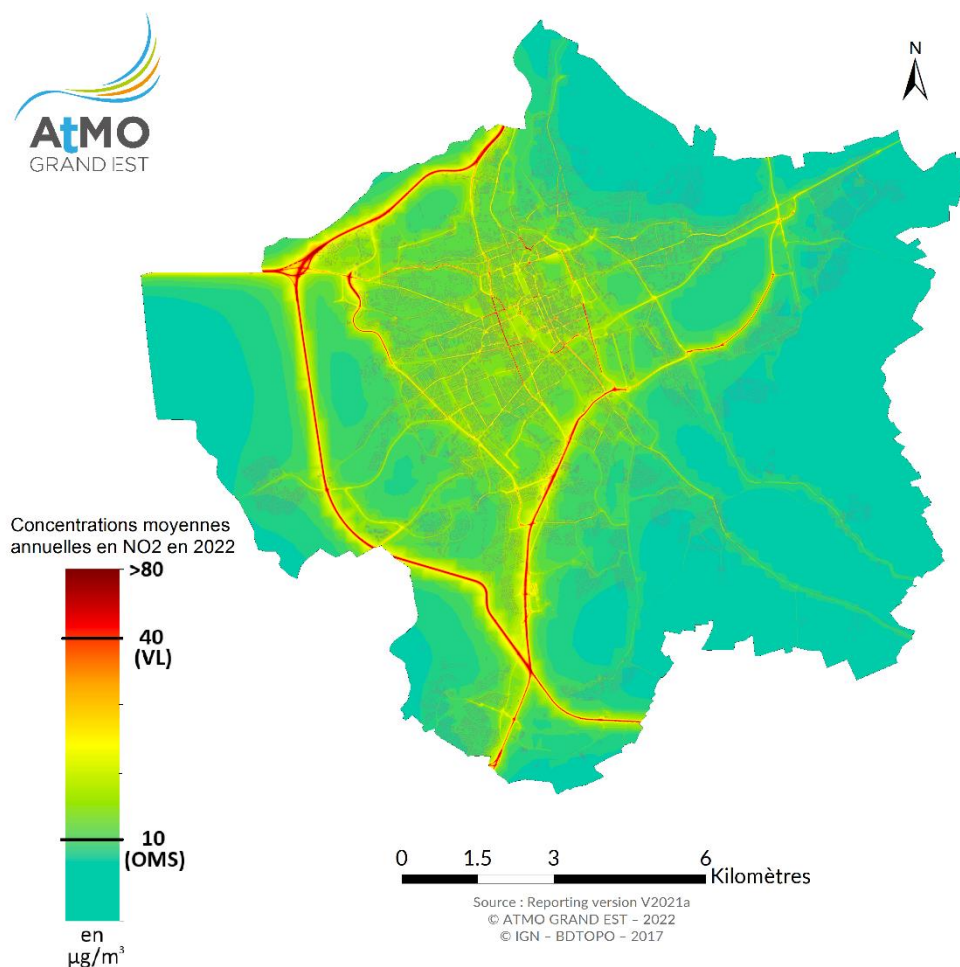 AtMO
GRAND EST
N
Concentrations moyennes
annuelles en NO2 en 2022
>80
40
(VL)
10
(OMS)
en
µg/m³
0 1.5 3 6
Kilomètres
Source : Reporting version V2021a
© ATMO GRAND EST – 2022
© IGN – BDTOPO – 2017